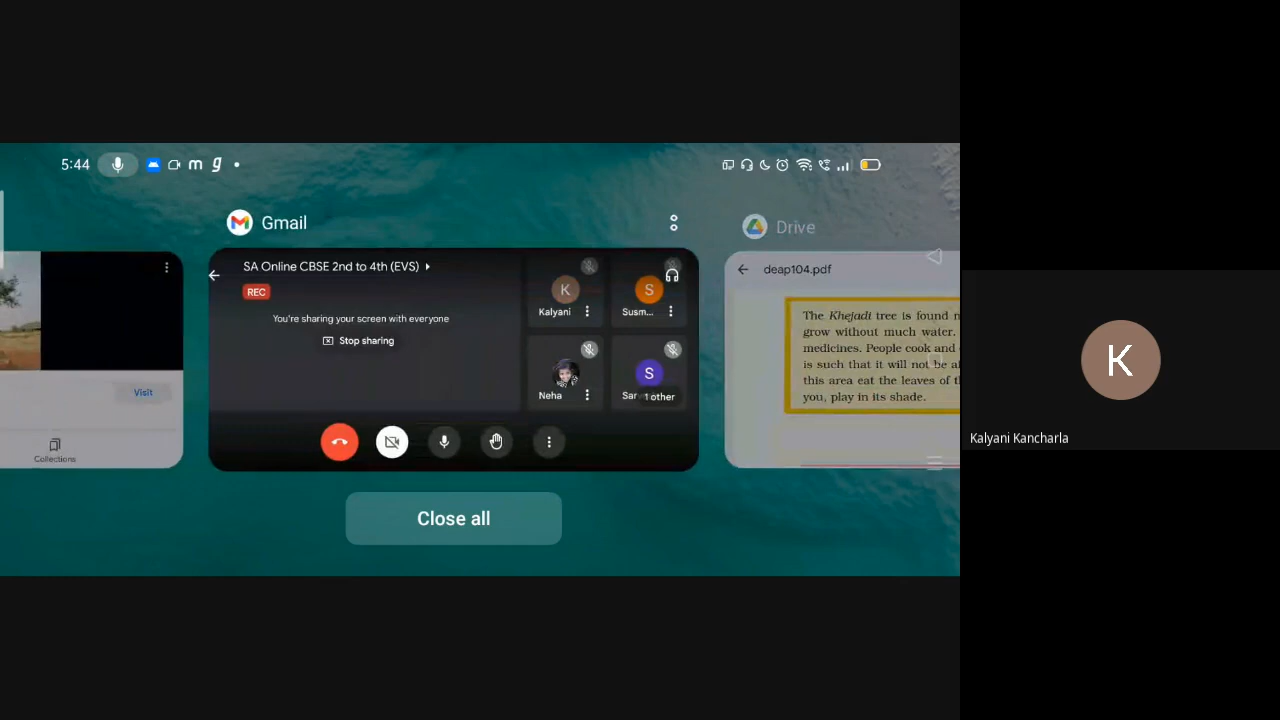 5:44
Gmail
Drive
SA Online CBSE 2nd to 4th (EVS)
REC
You're sharing your screen with everyone
Stop sharing
K
Kalyani
S
Susm...
Neha
S
Sar
1 other
deap104.pdf
The Khejadi tree is found
grow without much water.
medicines. People cook and
is such that it will not be
this area eat the leaves of
you, play in its shade.
Visit
Collections
Close all
K
Kalyani Kancharla